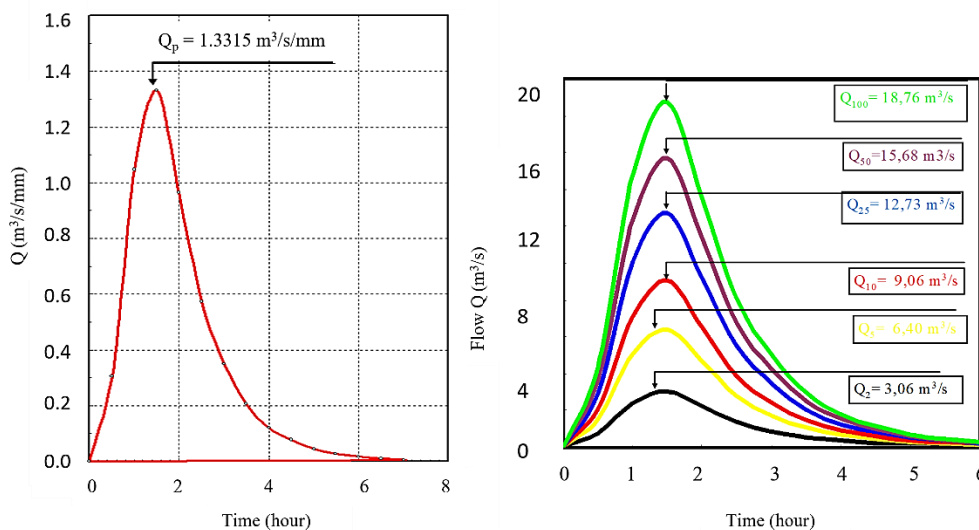 1.6
1.4
1.2
1.0
0.8
0.6
0.4
0.2
0.0
Q (m³/s/mm)
Qₚ = 1.3315 m³/s/mm
0 2 4 6 8
Time (hour)
20
16
12
8
4
0
Flow Q (m³/s)
Q₁₀₀= 18,76 m³/s
Q₅₀=15,68 m3/s
Q₂₅= 12,73 m³/s
Q₁₀= 9,06 m³/s
Q₅= 6,40 m³/s
Q₂= 3,06 m³/s
0 1 2 3 4 5 6
Time (hour)